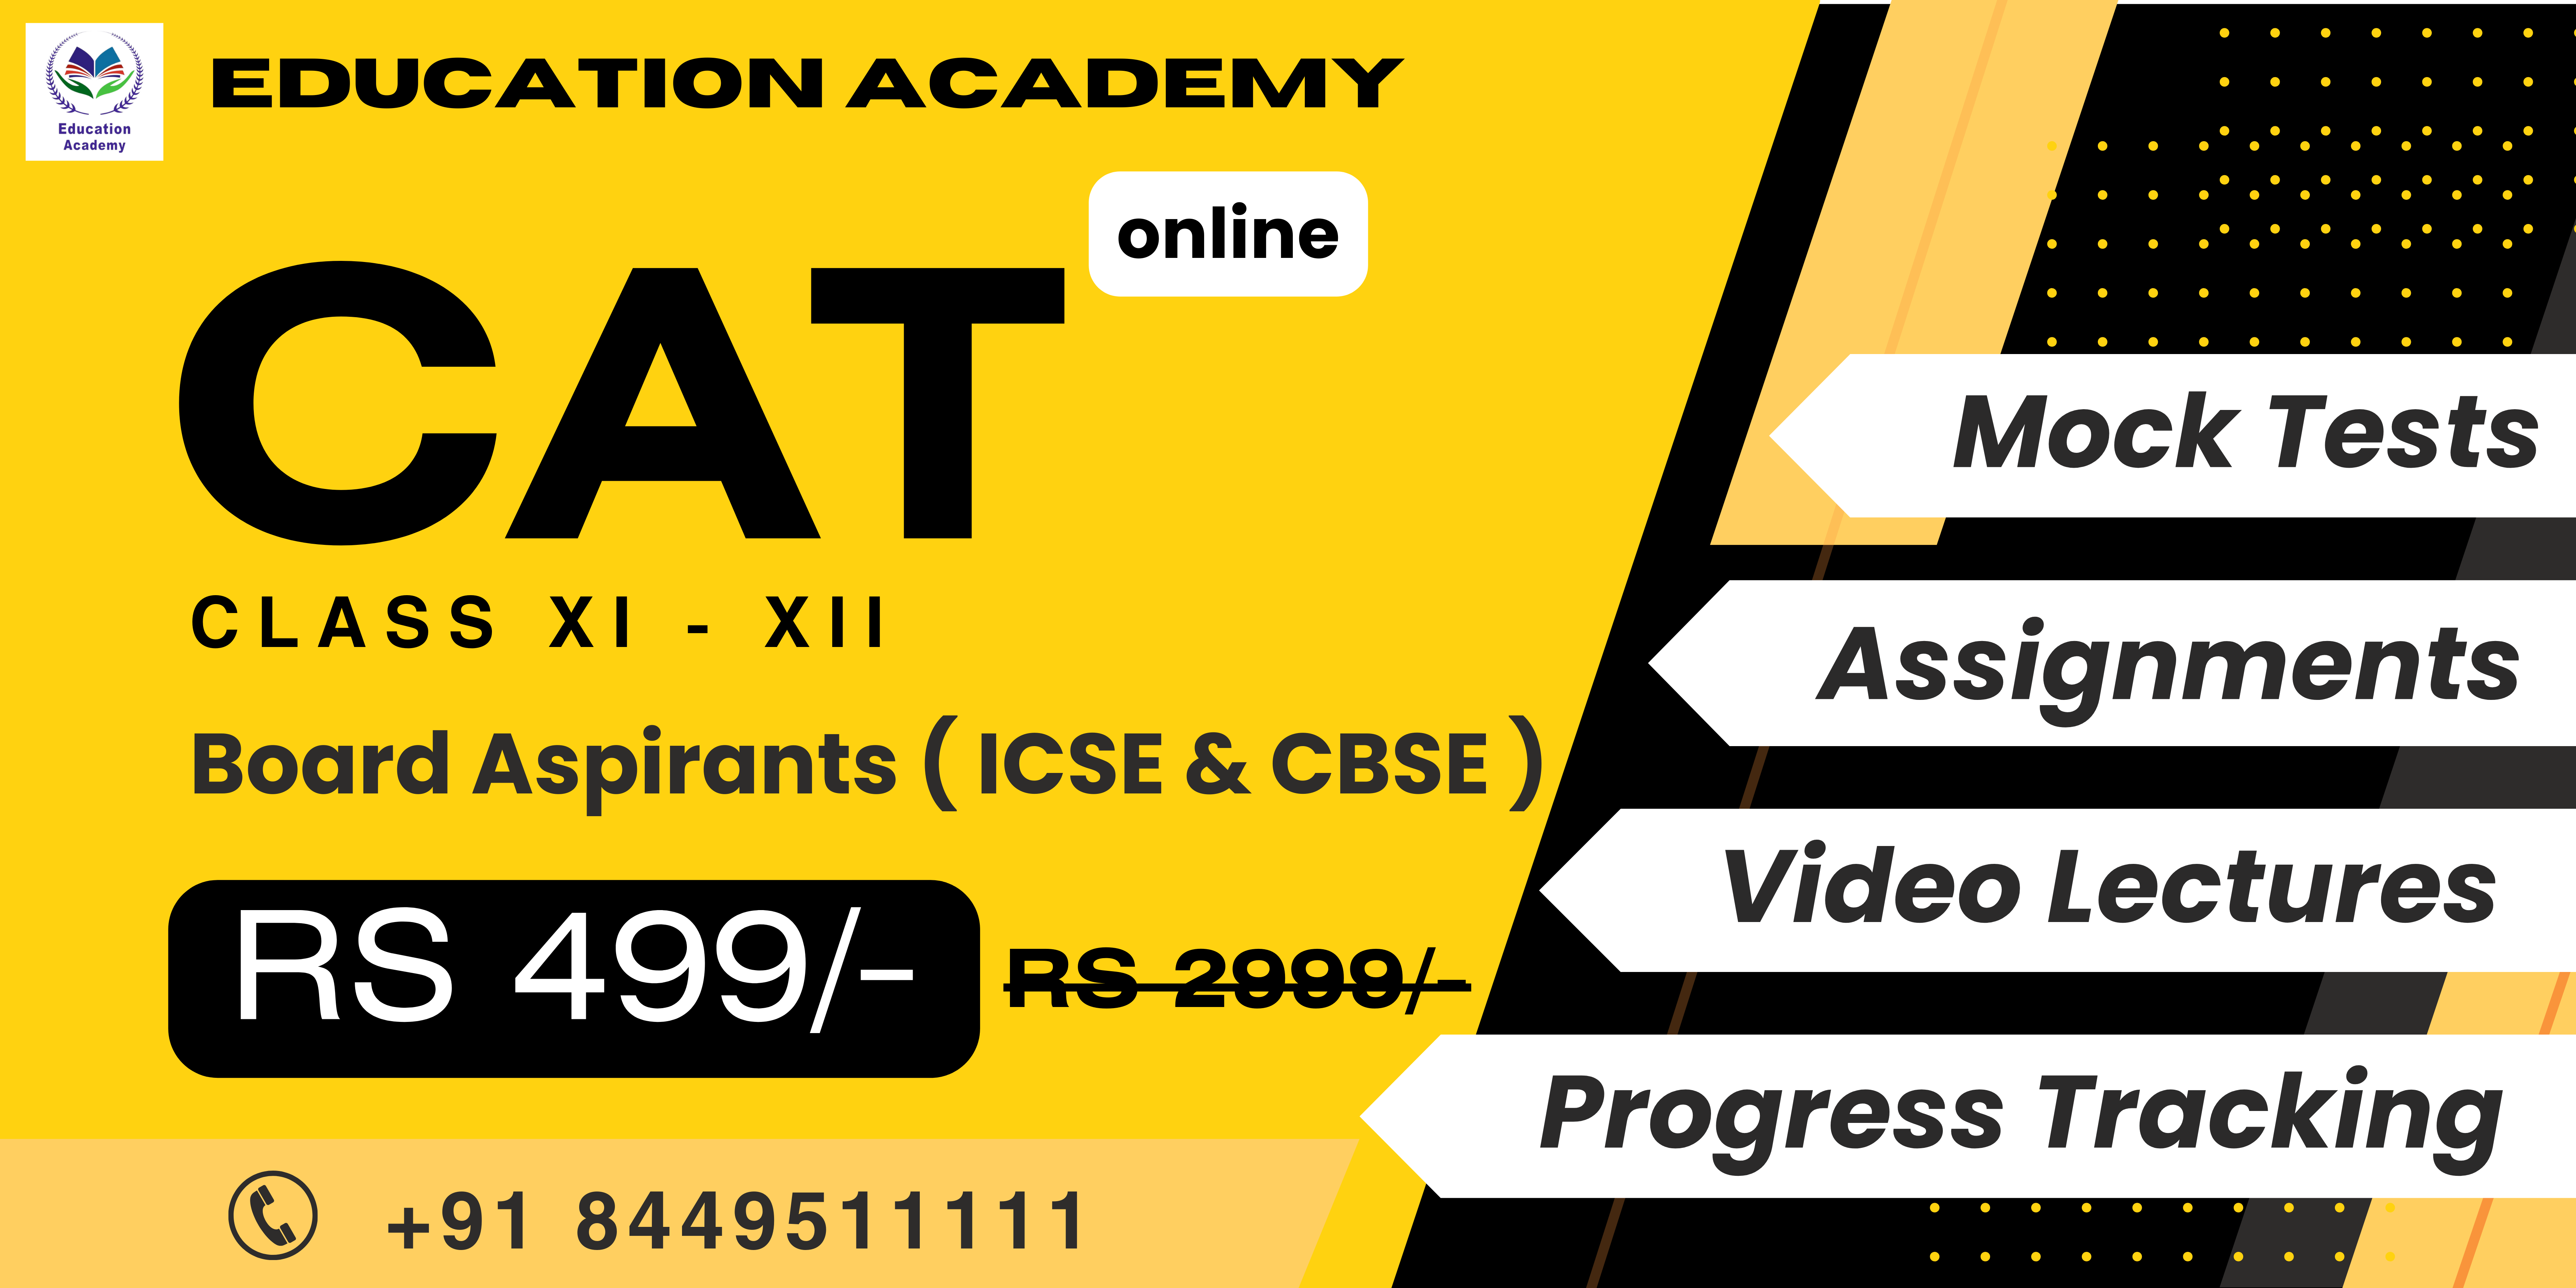 Education
Academy
EDUCATION ACADEMY
online
CAT
CLASS XI - XII
Board Aspirants ( ICSE & CBSE )
RS 499/-
RS 2999/-
+91 8449511111
Mock Tests
Assignments
Video Lectures
Progress Tracking